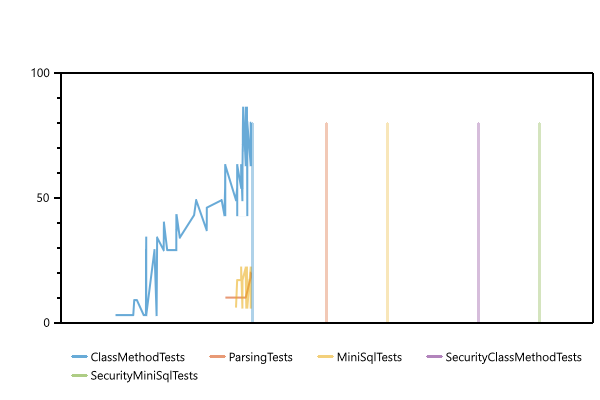 100
50
0
ClassMethodTests ParsingTests MiniSqlTests SecurityClassMethodTests
SecurityMiniSqlTests